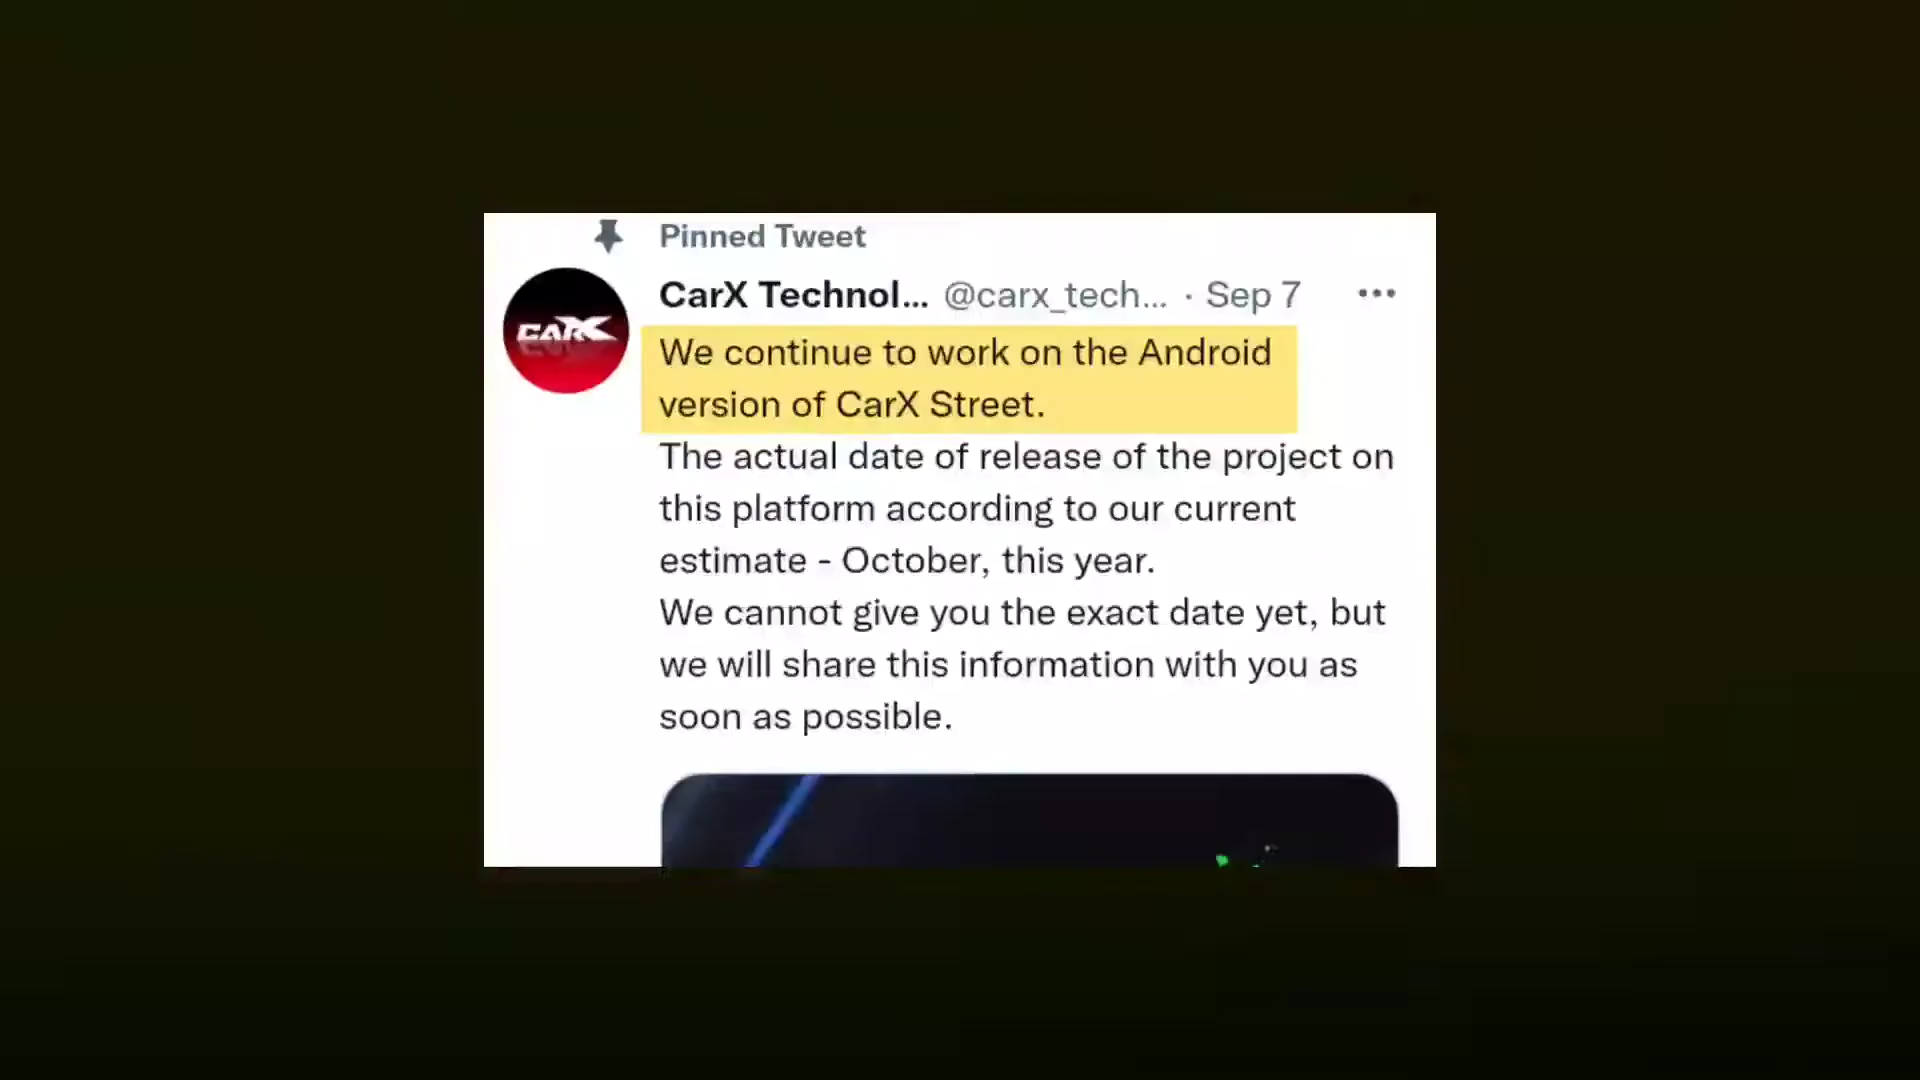 Pinned Tweet
CarX Technol... @carx_tech... · Sep 7
CARX
We continue to work on the Android
version of CarX Street.
The actual date of release of the project on
this platform according to our current
estimate - October, this year.
We cannot give you the exact date yet, but
we will share this information with you as
soon as possible.